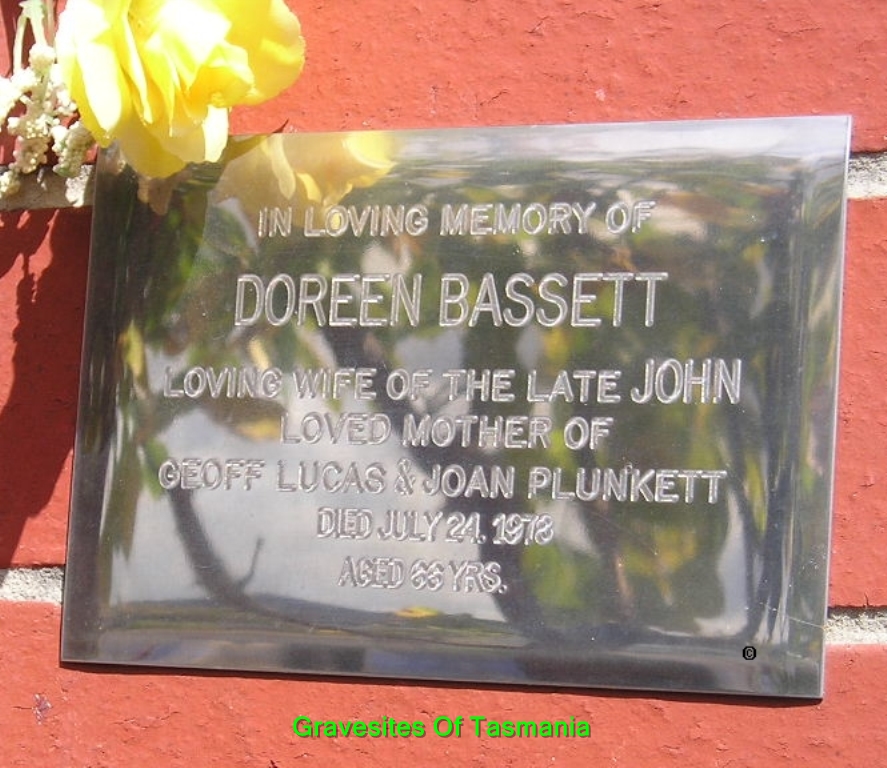 IN LOVING MEMORY OF
DOREEN BASSETT
LOVING WIFE OF THE LATE JOHN
LOVED MOTHER OF
GEOFF LUCAS & JOAN PLUNKETT
DIED JULY 24, 1978
AGED 66 YRS.
©
Gravesites Of Tasmania